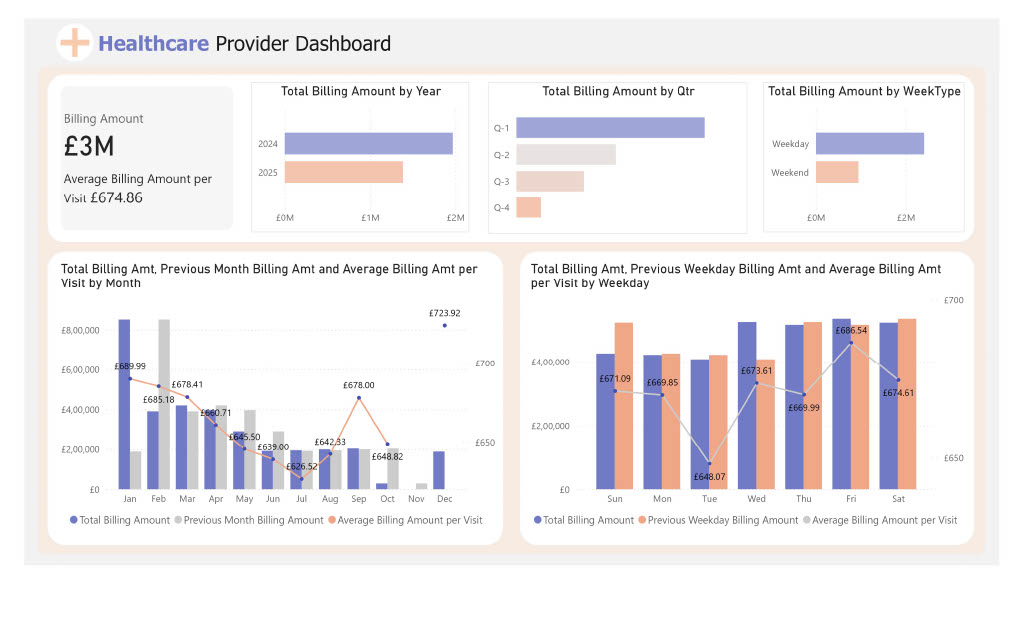 Healthcare Provider Dashboard
Billing Amount
£3M
Average Billing Amount per
Visit £674.86
Total Billing Amount by Year
2024
2025
£0M £1M £2M
Total Billing Amount by Qtr
Q-1
Q-2
Q-3
Q-4
Total Billing Amount by WeekType
Weekday
Weekend
£0M £2M
Total Billing Amt, Previous Month Billing Amt and Average Billing Amt per
Visit by Month
£8,00,000
£6,00,000
£4,00,000
£2,00,000
£0
£700
£650
£689.99
£685.18
£678.41
£660.71
£645.50
£639.00
£626.52
£642.33
£678.00
£648.82
£723.92
Jan Feb Mar Apr May Jun Jul Aug Sep Oct Nov Dec
Total Billing Amount Previous Month Billing Amount Average Billing Amount per Visit
Total Billing Amt, Previous Weekday Billing Amt and Average Billing Amt
per Visit by Weekday
£4,00,000
£2,00,000
£0
£700
£650
£671.09
£669.85
£648.07
£673.61
£669.99
£686.54
£674.61
Sun Mon Tue Wed Thu Fri Sat
Total Billing Amount Previous Weekday Billing Amount Average Billing Amount per Visit